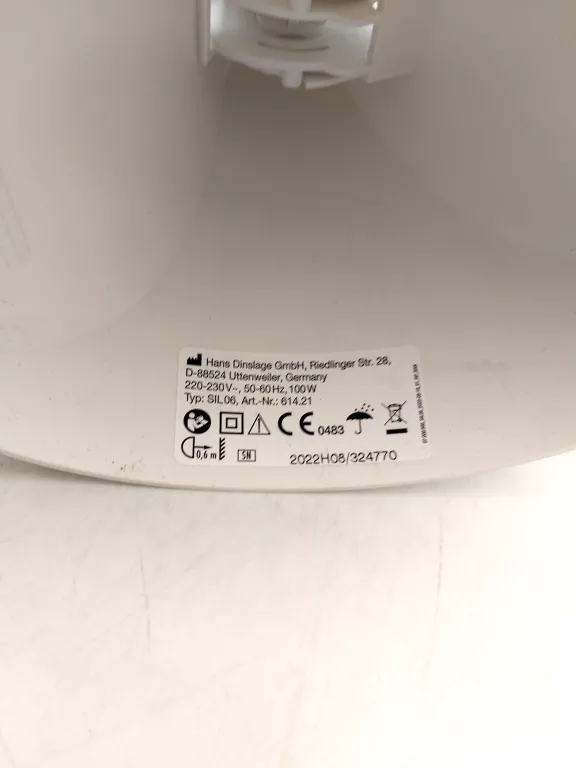 Hans Dinslage GmbH, Riedlinger Str. 28,
D-88524 Uttenweiler, Germany
220-230V~, 50-60Hz, 100W
Typ: SIL06, Art.-Nr.: 614.21
CE 0483
0,6 m
SN
2022H08/324770